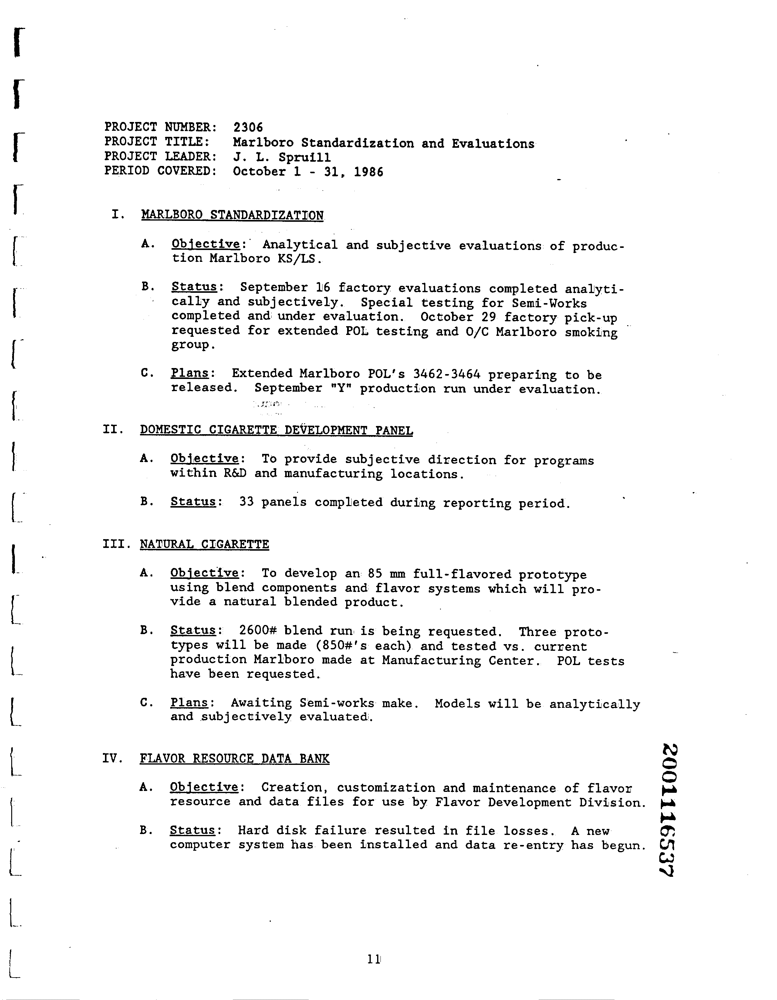 PROJECT NUMBER: 2306
PROJECT TITLE: Marlboro Standardization and Evaluations
PROJECT LEADER: J. L. Spruill
PERIOD COVERED: October 1 - 31, 1986
I. MARLBORO STANDARDIZATION
A. Objective: Analytical and subjective evaluations of produc-
tion Marlboro KS/LS.
B. Status: September 16 factory evaluations completed analyti-
cally and subjectively. Special testing for Semi-Works
completed and under evaluation. October 29 factory pick-up
requested for extended POL testing and O/C Marlboro smoking
group.
C. Plans: Extended Marlboro POL's 3462-3464 preparing to be
released. September "Y" production run under evaluation.
II. DOMESTIC CIGARETTE DEVELOPMENT PANEL
A. Objective: To provide subjective direction for programs
within R&D and manufacturing locations.
B. Status: 33 panels completed during reporting period.
III. NATURAL CIGARETTE
A. Objective: To develop an 85 mm full-flavored prototype
using blend components and flavor systems which will pro-
vide a natural blended product.
B. Status: 2600# blend run is being requested. Three proto-
types will be made (850#'s each) and tested vs. current
production Marlboro made at Manufacturing Center. POL tests
have been requested.
C. Plans: Awaiting Semi-works make. Models will be analytically
and subjectively evaluated.
IV. FLAVOR RESOURCE DATA BANK
A. Objective: Creation, customization and maintenance of flavor
resource and data files for use by Flavor Development Division.
B. Status: Hard disk failure resulted in file losses. A new
computer system has been installed and data re-entry has begun.
2001116537
11